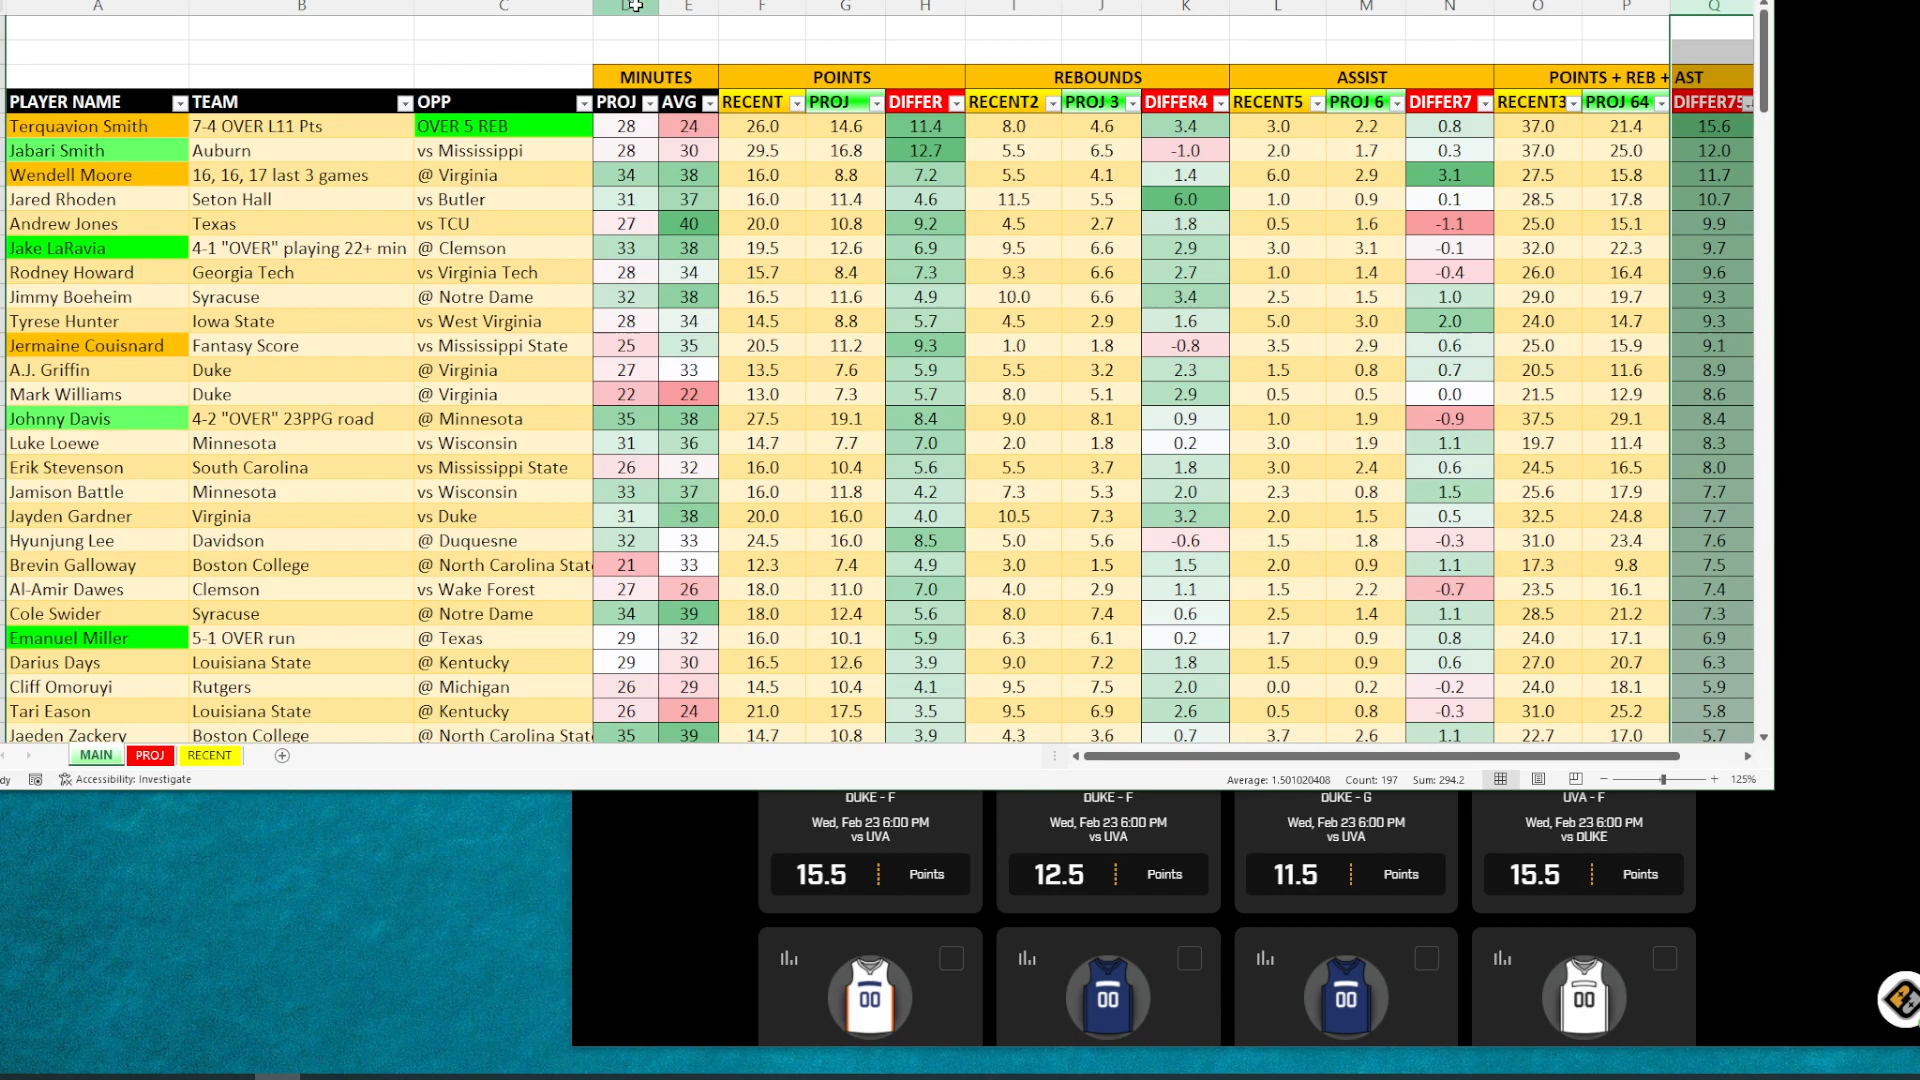 A B C D E F G H I J K L M N O P Q
MINUTES POINTS REBOUNDS ASSIST POINTS + REB + AST
PLAYER NAME TEAM OPP PROJ AVG RECENT PROJ DIFFER RECENT2 PROJ 3 DIFFER4 RECENT5 PROJ 6 DIFFER7 RECENT3 PROJ 64 DIFFER75
Terquavion Smith 7-4 OVER L11 Pts OVER 5 REB 28 24 26.0 14.6 11.4 8.0 4.6 3.4 3.0 2.2 0.8 37.0 21.4 15.6
Jabari Smith Auburn vs Mississippi 28 30 29.5 16.8 12.7 5.5 6.5 -1.0 2.0 1.7 0.3 37.0 25.0 12.0
Wendell Moore 16, 16, 17 last 3 games @ Virginia 34 38 16.0 8.8 7.2 5.5 4.1 1.4 6.0 2.9 3.1 27.5 15.8 11.7
Jared Rhoden Seton Hall vs Butler 31 37 16.0 11.4 4.6 11.5 5.5 6.0 1.0 0.9 0.1 28.5 17.8 10.7
Andrew Jones Texas vs TCU 27 40 20.0 10.8 9.2 4.5 2.7 1.8 0.5 1.6 -1.1 25.0 15.1 9.9
Jake LaRavia 4-1 "OVER" playing 22+ min @ Clemson 33 38 19.5 12.6 6.9 9.5 6.6 2.9 3.0 3.1 -0.1 32.0 22.3 9.7
Rodney Howard Georgia Tech vs Virginia Tech 28 34 15.7 8.4 7.3 9.3 6.6 2.7 1.0 1.4 -0.4 26.0 16.4 9.6
Jimmy Boeheim Syracuse @ Notre Dame 32 38 16.5 11.6 4.9 10.0 6.6 3.4 2.5 1.5 1.0 29.0 19.7 9.3
Tyrese Hunter Iowa State vs West Virginia 28 34 14.5 8.8 5.7 4.5 2.9 1.6 5.0 3.0 2.0 24.0 14.7 9.3
Jermaine Couisnard Fantasy Score vs Mississippi State 25 35 20.5 11.2 9.3 1.0 1.8 -0.8 3.5 2.9 0.6 25.0 15.9 9.1
A.J. Griffin Duke @ Virginia 27 33 13.5 7.6 5.9 5.5 3.2 2.3 1.5 0.8 0.7 20.5 11.6 8.9
Mark Williams Duke @ Virginia 22 22 13.0 7.3 5.7 8.0 5.1 2.9 0.5 0.5 0.0 21.5 12.9 8.6
Johnny Davis 4-2 "OVER" 23PPG road @ Minnesota 35 38 27.5 19.1 8.4 9.0 8.1 0.9 1.0 1.9 -0.9 37.5 29.1 8.4
Luke Loewe Minnesota vs Wisconsin 31 36 14.7 7.7 7.0 2.0 1.8 0.2 3.0 1.9 1.1 19.7 11.4 8.3
Erik Stevenson South Carolina vs Mississippi State 26 32 16.0 10.4 5.6 5.5 3.7 1.8 3.0 2.4 0.6 24.5 16.5 8.0
Jamison Battle Minnesota vs Wisconsin 33 37 16.0 11.8 4.2 7.3 5.3 2.0 2.3 0.8 1.5 25.6 17.9 7.7
Jayden Gardner Virginia vs Duke 31 38 20.0 16.0 4.0 10.5 7.3 3.2 2.0 1.5 0.5 32.5 24.8 7.7
Hyunjung Lee Davidson @ Duquesne 32 33 24.5 16.0 8.5 5.0 5.6 -0.6 1.5 1.8 -0.3 31.0 23.4 7.6
Brevin Galloway Boston College @ North Carolina State 21 33 12.3 7.4 4.9 3.0 1.5 1.5 2.0 0.9 1.1 17.3 9.8 7.5
Al-Amir Dawes Clemson vs Wake Forest 27 26 18.0 11.0 7.0 4.0 2.9 1.1 1.5 2.2 -0.7 23.5 16.1 7.4
Cole Swider Syracuse @ Notre Dame 34 39 18.0 12.4 5.6 8.0 7.4 0.6 2.5 1.4 1.1 28.5 21.2 7.3
Emanuel Miller 5-1 OVER run @ Texas 29 32 16.0 10.1 5.9 6.3 6.1 0.2 1.7 0.9 0.8 24.0 17.1 6.9
Darius Days Louisiana State @ Kentucky 29 30 16.5 12.6 3.9 9.0 7.2 1.8 1.5 0.9 0.6 27.0 20.7 6.3
Cliff Omoruyi Rutgers @ Michigan 26 29 14.5 10.4 4.1 9.5 7.5 2.0 0.0 0.2 -0.2 24.0 18.1 5.9
Tari Eason Louisiana State @ Kentucky 26 24 21.0 17.5 3.5 9.5 6.9 2.6 0.5 0.8 -0.3 31.0 25.2 5.8
Jaeden Zackery Boston College @ North Carolina State 35 39 14.7 10.8 3.9 4.3 3.6 0.7 3.7 2.6 1.1 22.7 17.0 5.7
MAIN PROJ RECENT
dy Accessibility: Investigate Average: 1.501020408 Count: 197 Sum: 294.2 125%
DUKE - F DUKE - F DUKE - G UVA - F
Wed, Feb 23 6:00 PM Wed, Feb 23 6:00 PM Wed, Feb 23 6:00 PM Wed, Feb 23 6:00 PM
vs UVA vs UVA vs UVA vs DUKE
15.5 Points 12.5 Points 11.5 Points 15.5 Points
00 00 00 00